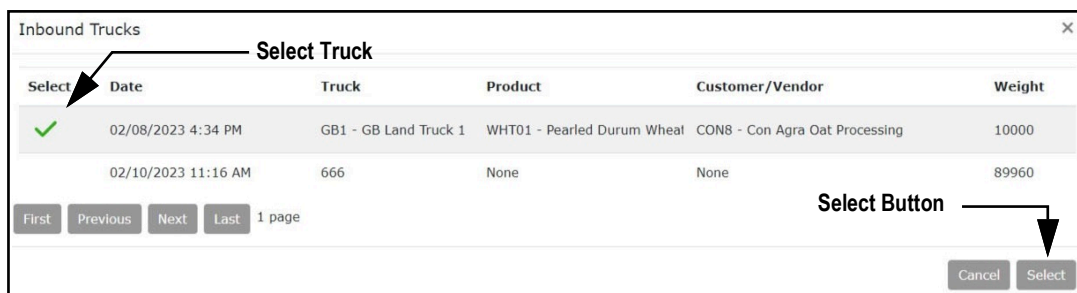 Inbound Trucks ×
Select Truck
Select Date Truck Product Customer/Vendor Weight
02/08/2023 4:34 PM GB1 - GB Land Truck 1 WHT01 - Pearled Durum Wheat CON8 - Con Agra Oat Processing 10000
02/10/2023 11:16 AM 666 None None 89960
First Previous Next Last 1 page
Select Button
Cancel Select